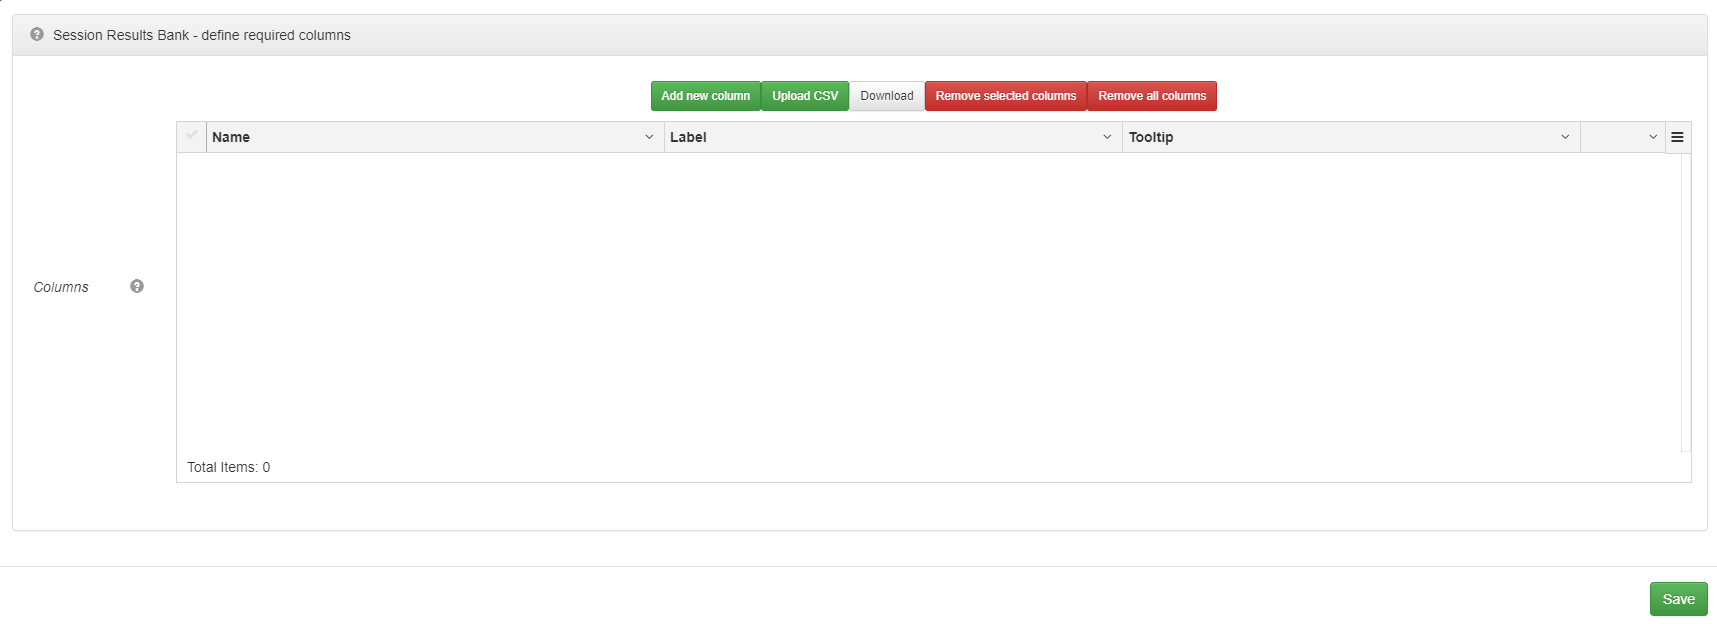 Session Results Bank - define required columns
Add new column Upload CSV Download Remove selected columns Remove all columns
Name Label Tooltip
Columns
Total Items: 0
Save